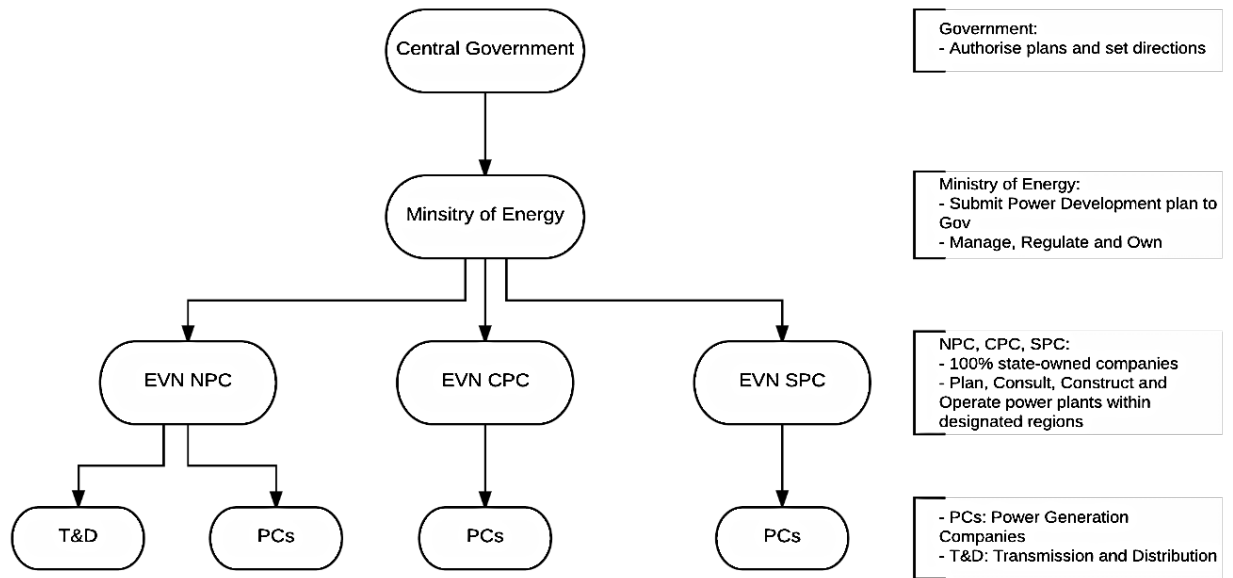 Central Government
Government:
- Authorise plans and set directions
Minsitry of Energy
Ministry of Energy:
- Submit Power Development plan to
Gov
- Manage, Regulate and Own
EVN NPC
EVN CPC
EVN SPC
NPC, CPC, SPC:
- 100% state-owned companies
- Plan, Consult, Construct and
Operate power plants within
designated regions
T&D
PCs
PCs
PCs
- PCs: Power Generation
Companies
- T&D: Transmission and Distribution